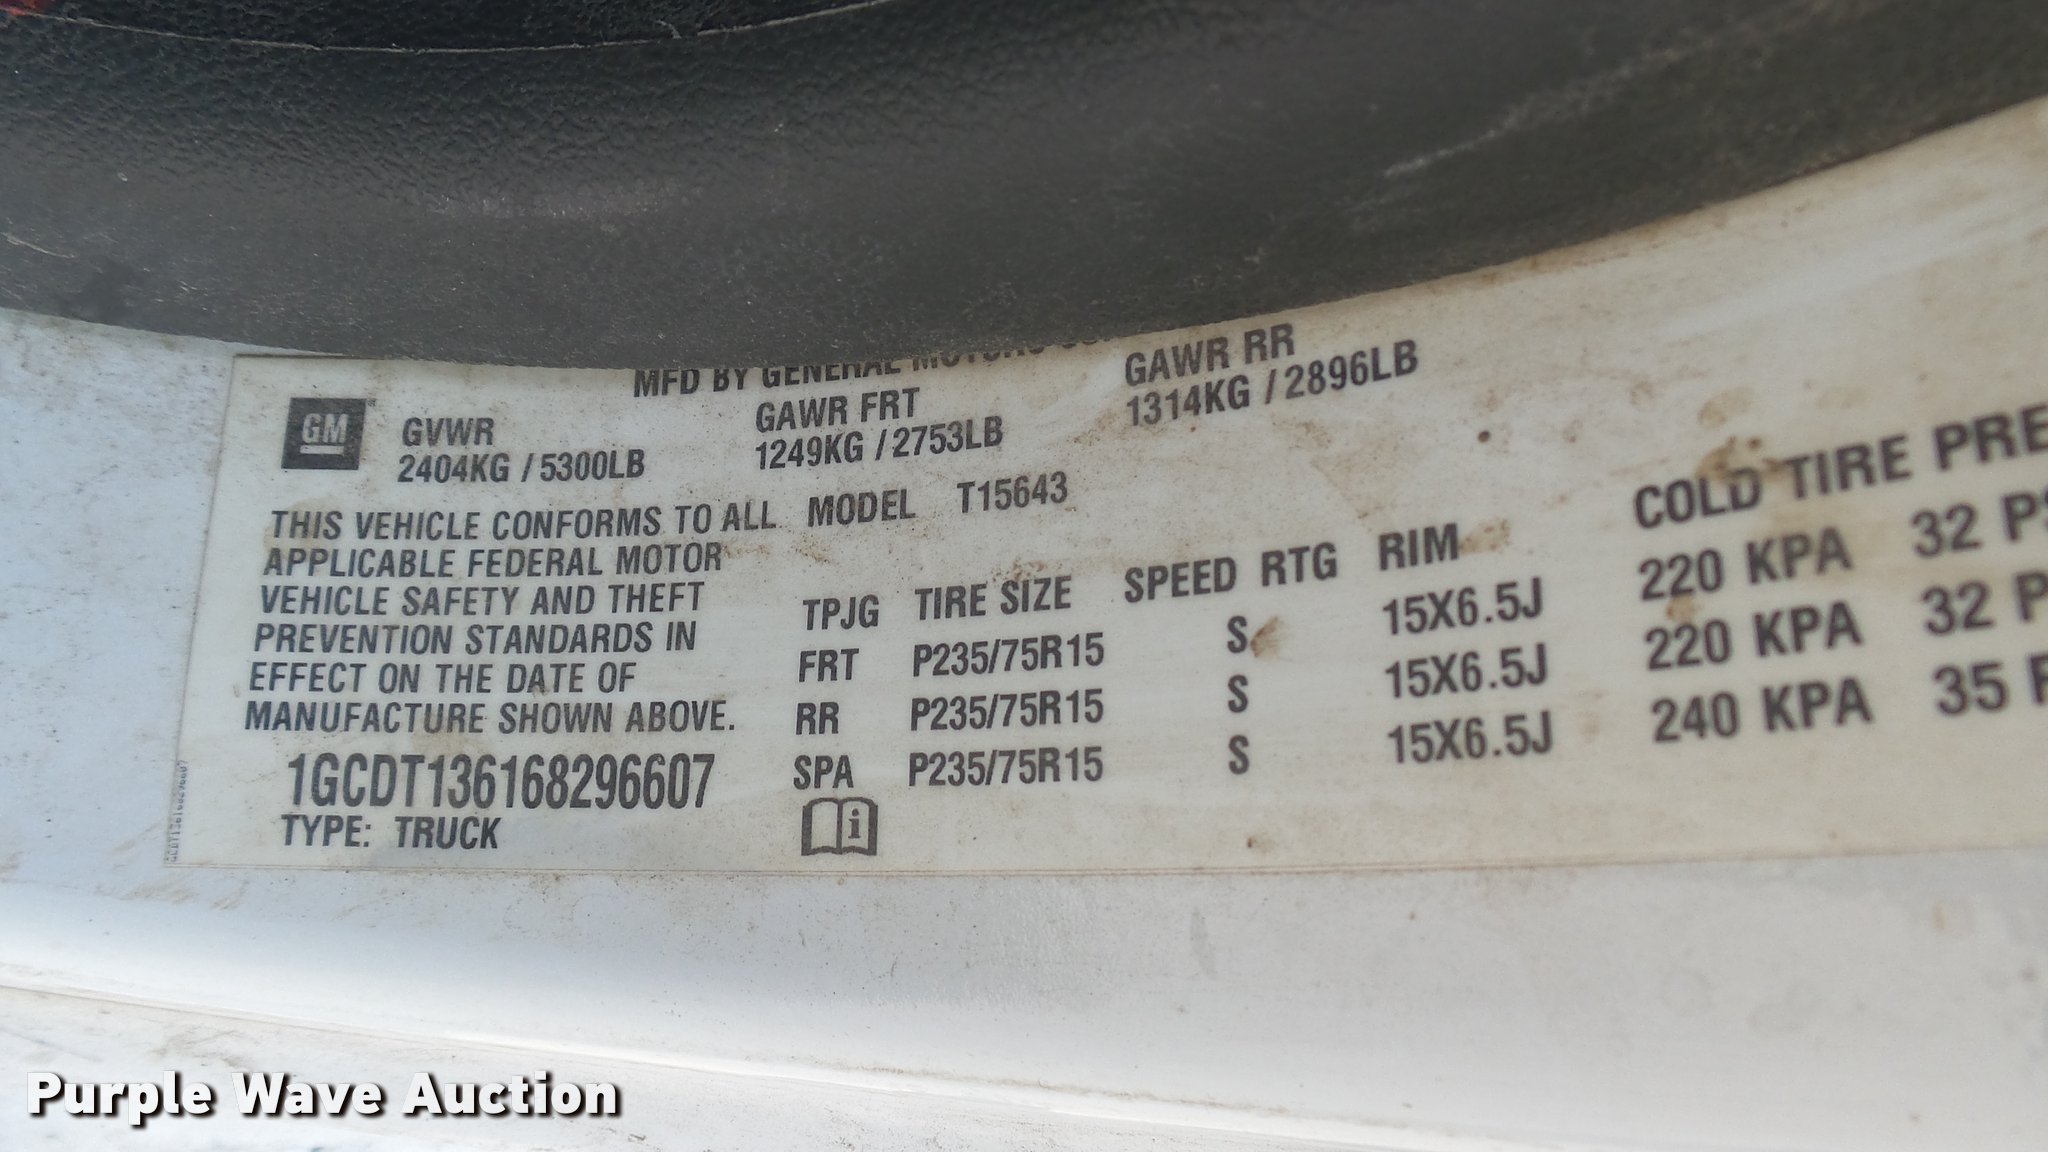 MFD BY GENERAL MOTORS
GM
GVWR
2404KG / 5300LB
GAWR FRT
1249KG / 2753LB
GAWR RR
1314KG / 2896LB
THIS VEHICLE CONFORMS TO ALL
APPLICABLE FEDERAL MOTOR
VEHICLE SAFETY AND THEFT
PREVENTION STANDARDS IN
EFFECT ON THE DATE OF
MANUFACTURE SHOWN ABOVE.
1GCDT136168296607
TYPE: TRUCK
MODEL T15643
TPJG TIRE SIZE SPEED RTG RIM COLD TIRE PRE
FRT P235/75R15 S 15X6.5J 220 KPA 32 PS
RR P235/75R15 S 15X6.5J 220 KPA 32 P
SPA P235/75R15 S 15X6.5J 240 KPA 35 P
i
Purple Wave Auction